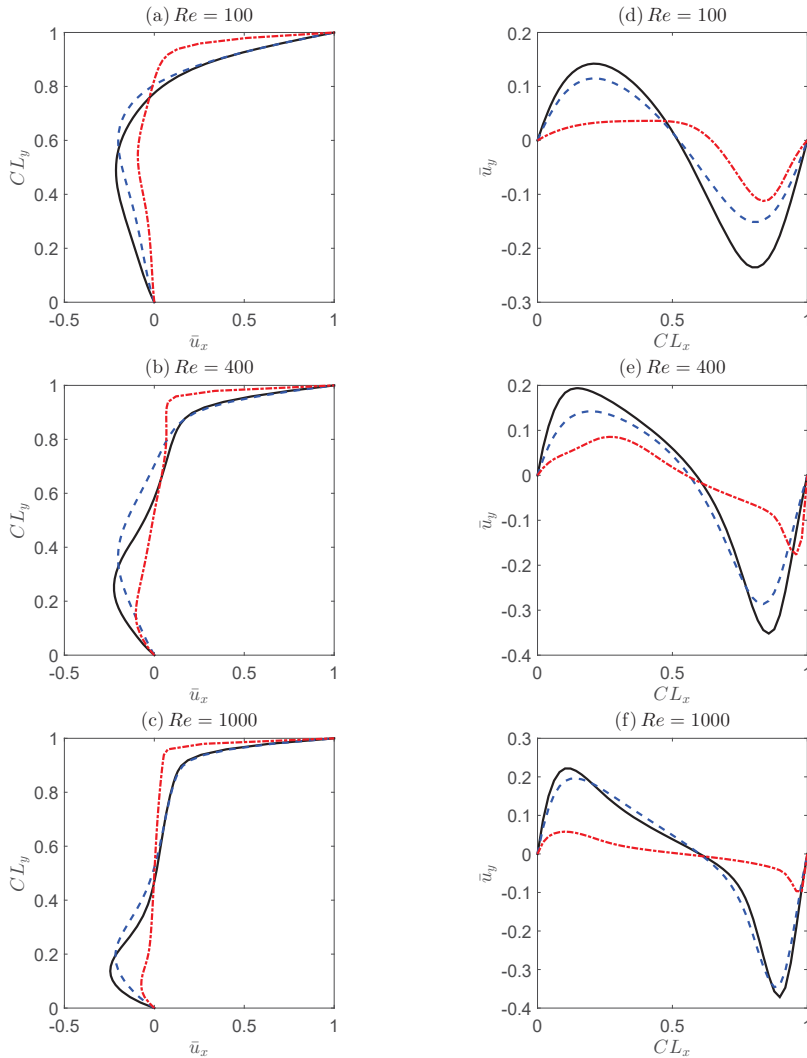 (a) Re = 100
1
0.8
0.6
0.4
0.2
0
CL_y
-0.5 0 0.5 1
ū_x
(d) Re = 100
0.2
0.1
0
-0.1
-0.2
-0.3
ū_y
0 0.5 1
CL_x
(b) Re = 400
1
0.8
0.6
0.4
0.2
0
CL_y
-0.5 0 0.5 1
ū_x
(e) Re = 400
0.2
0.1
0
-0.1
-0.2
-0.3
-0.4
ū_y
0 0.5 1
CL_x
(c) Re = 1000
1
0.8
0.6
0.4
0.2
0
CL_y
-0.5 0 0.5 1
ū_x
(f) Re = 1000
0.3
0.2
0.1
0
-0.1
-0.2
-0.3
-0.4
ū_y
0 0.5 1
CL_x